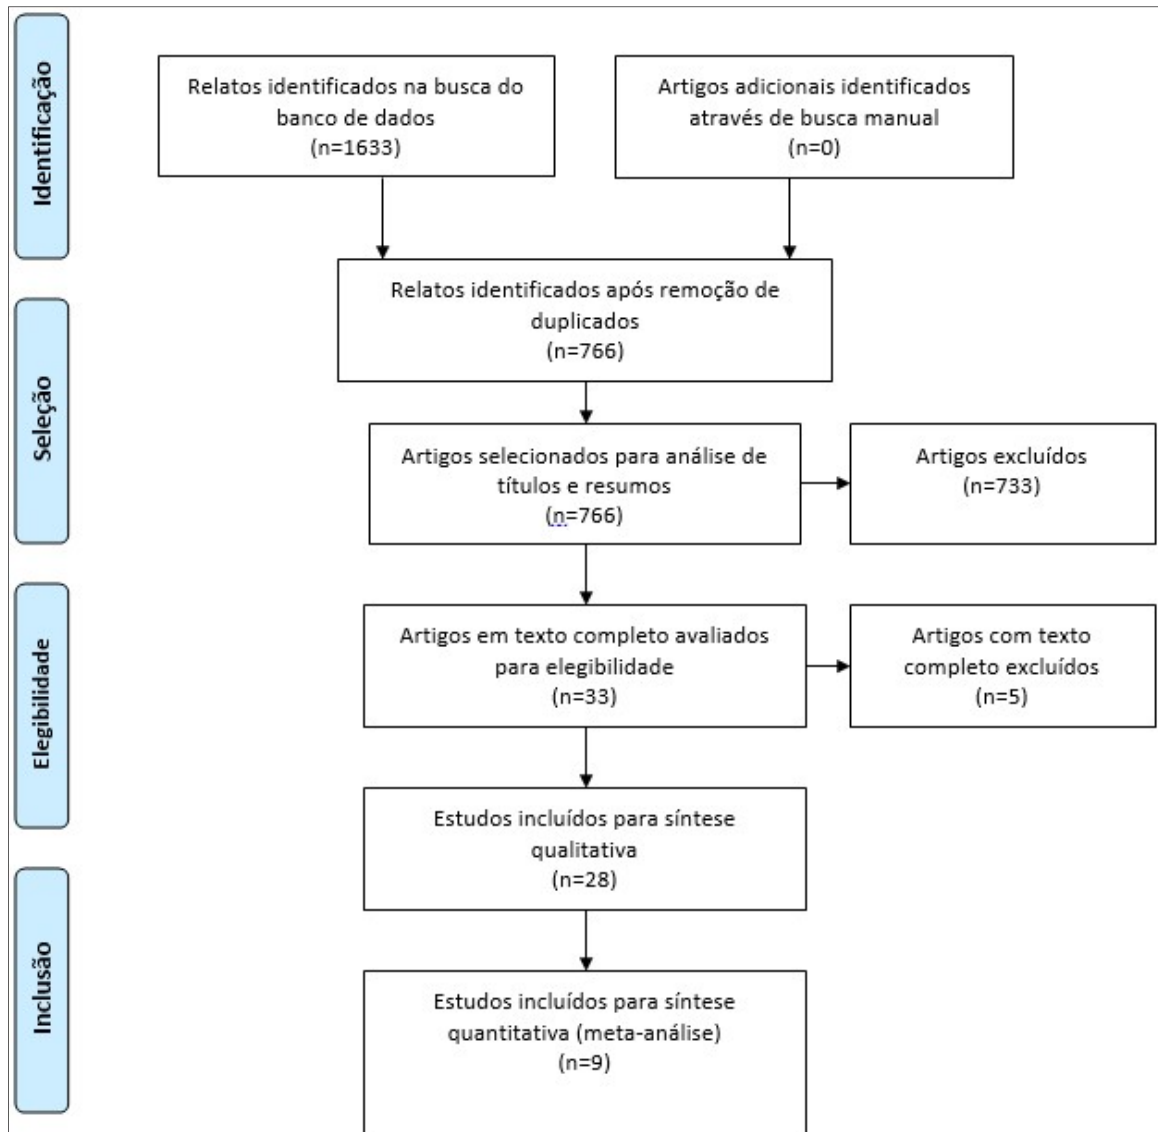 Identificação
Relatos identificados na busca do
banco de dados
(n=1633)
Artigos adicionais identificados
através de busca manual
(n=0)
Seleção
Relatos identificados após remoção de
duplicados
(n=766)
Artigos selecionados para análise de
títulos e resumos
(n=766)
Artigos excluídos
(n=733)
Elegibilidade
Artigos em texto completo avaliados
para elegibilidade
(n=33)
Artigos com texto
completo excluídos
(n=5)
Estudos incluídos para síntese
qualitativa
(n=28)
Inclusão
Estudos incluídos para síntese
quantitativa (meta-análise)
(n=9)